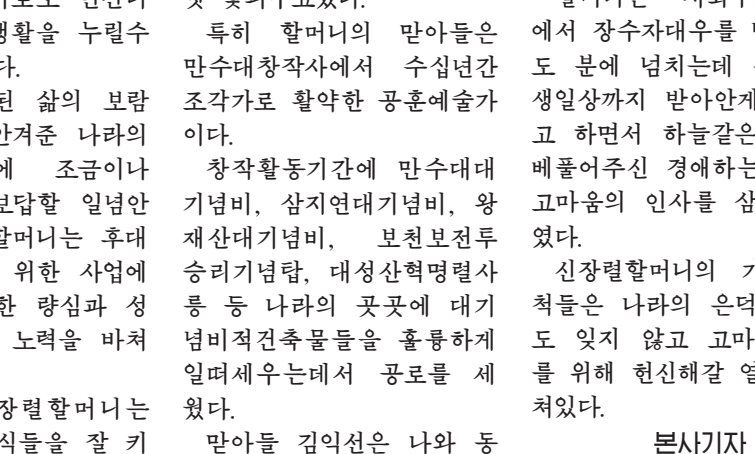 생활을 누릴수
다.
된 삶의 보람
안겨준 나라의
에 조금이나
보답할 일념안
할머니는 후대
위한 사업에
한 량심과 성
노력을 바쳐
장렬할머니는
식들을 잘 키
특히 할머니의 맏아들은
만수대창작사에서 수십년간
조각가로 활약한 공훈예술가
이다.
창작활동기간에 만수대대
기념비, 삼지연대기념비, 왕
재산대기념비, 보천보전투
승리기념탑, 대성산혁명렬사
릉 등 나라의 곳곳에 대기
념비적건축물들을 훌륭하게
일떠세우는데서 공로를 세
웠다.
맏아들 김익선은 나와 동
에서 장수자대우를
도 분에 넘치는데
생일상까지 받아안게
고 하면서 하늘같은
베풀어주신 경애하는
고마움의 인사를 삼
였다.
신장렬할머니의
척들은 나라의 은덕
도 잊지 않고 고마
를 위해 헌신해갈
쳐있다.
본사기자